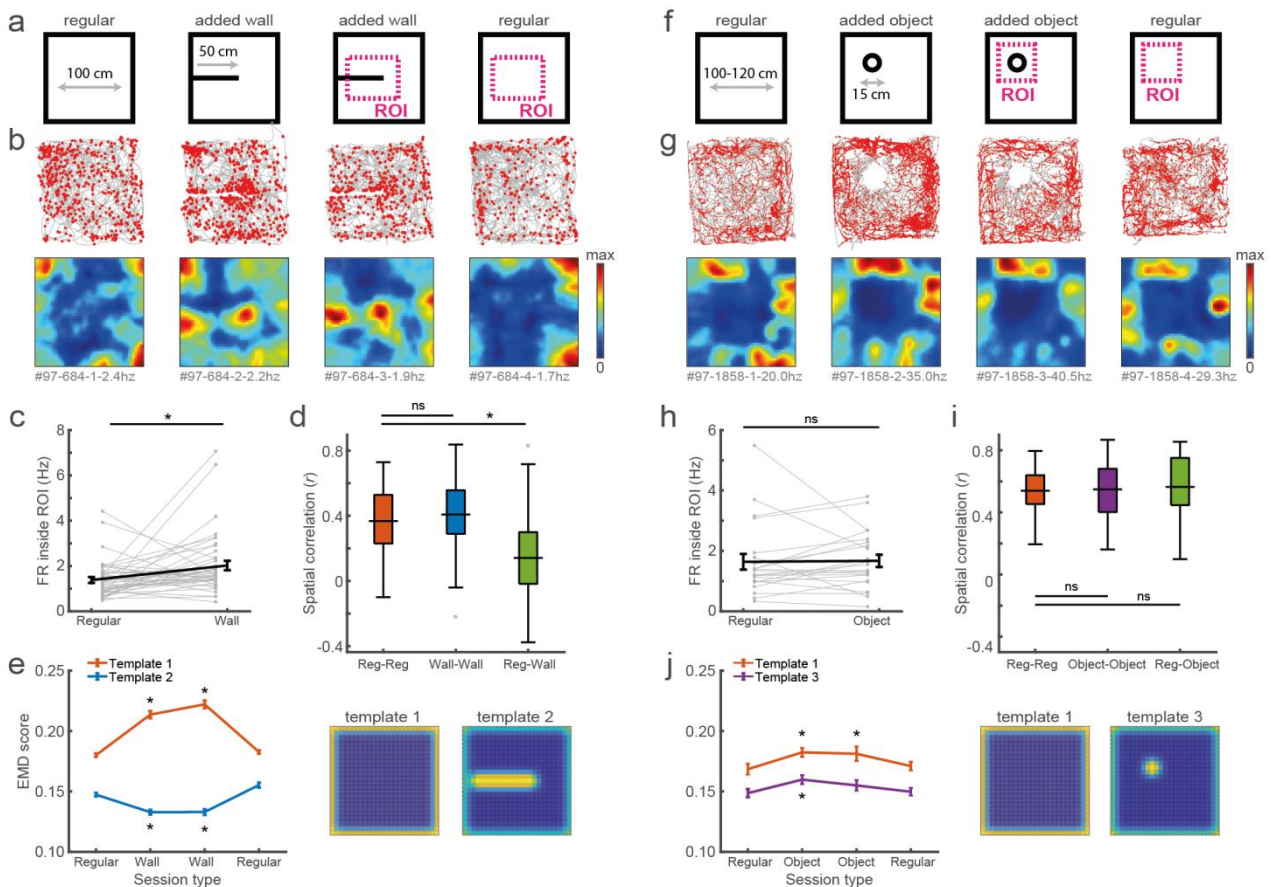 a regular added wall added wall regular
100 cm
50 cm
ROI
ROI
b
#97-684-1-2.4hz #97-684-2-2.2hz #97-684-3-1.9hz #97-684-4-1.7hz
max
0
c
*
FR inside ROI (Hz)
8
6
4
2
0
Regular Wall
d
ns
*
Spatial correlation (r)
0.8
0.4
0
-0.4
Reg-Reg Wall-Wall Reg-Wall
e
Template 1
Template 2
* *
* *
EMD score
0.25
0.20
0.15
0.10
Regular Wall Wall Regular
Session type
template 1 template 2
f regular added object added object regular
100-120 cm
15 cm
ROI
ROI
g
#97-1858-1-20.0hz #97-1858-2-35.0hz #97-1858-3-40.5hz #97-1858-4-29.3hz
max
0
h
ns
FR inside ROI (Hz)
6
4
2
0
Regular Object
i
Spatial correlation (r)
0.8
0.4
0
-0.4
ns
ns
Reg-Reg Object-Object Reg-Object
j
Template 1
Template 3
* *
*
0.25
0.20
0.15
0.10
Regular Object Object Regular
Session type
template 1 template 3